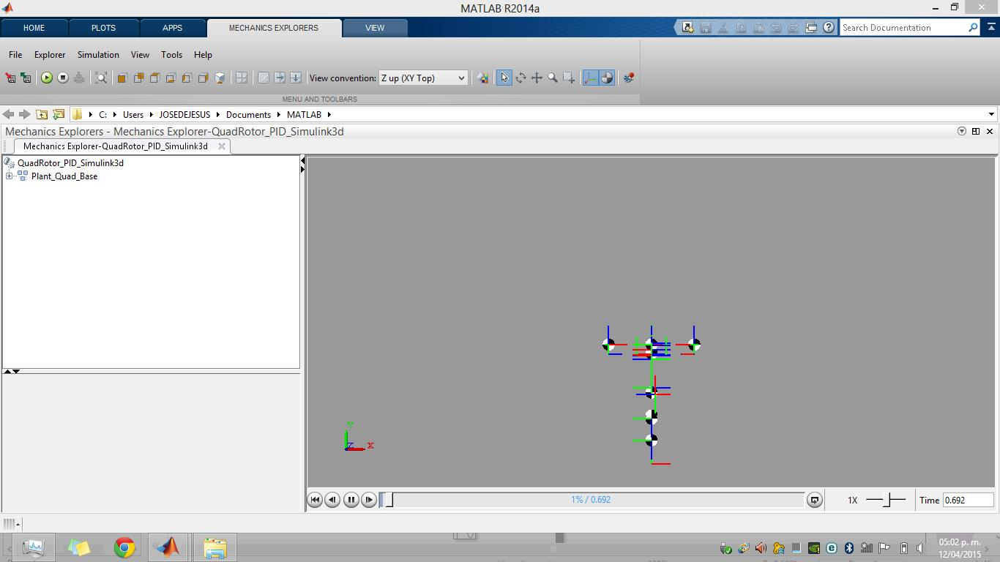 MATLAB R2014a
HOME PLOTS APPS MECHANICS EXPLORERS VIEW
Search Documentation
File Explorer Simulation View Tools Help
View convention: Z up (XY Top)
MENU AND TOOLBARS
C: Users JOSEDEJESUS Documents MATLAB
Mechanics Explorers - Mechanics Explorer-QuadRotor_PID_Simulink3d
Mechanics Explorer-QuadRotor_PID_Simulink3d
QuadRotor_PID_Simulink3d
Plant_Quad_Base
Y
Z X
1% / 0.692
1X
Time 0.692
05:02 p. m.
12/04/2015